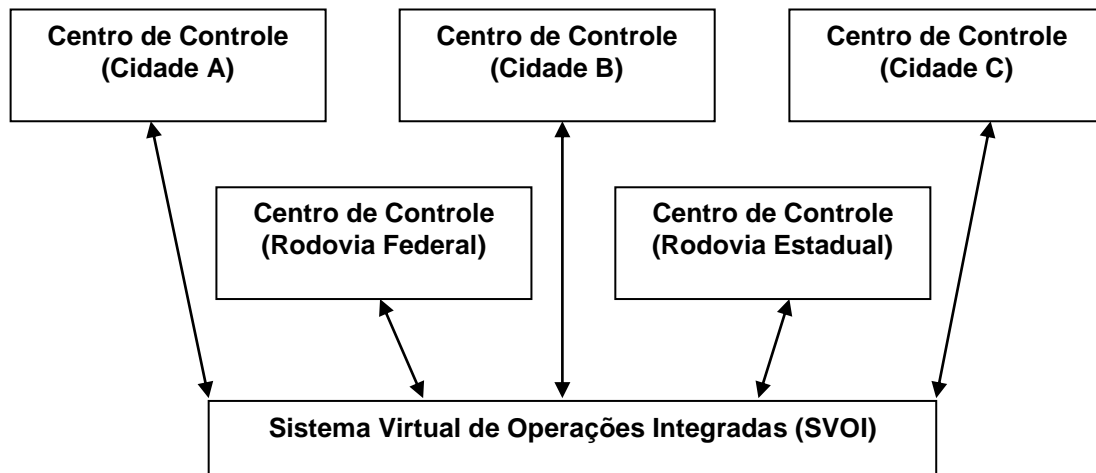 Centro de Controle
(Cidade A)
Centro de Controle
(Cidade B)
Centro de Controle
(Cidade C)
Centro de Controle
(Rodovia Federal)
Centro de Controle
(Rodovia Estadual)
Sistema Virtual de Operações Integradas (SVOI)